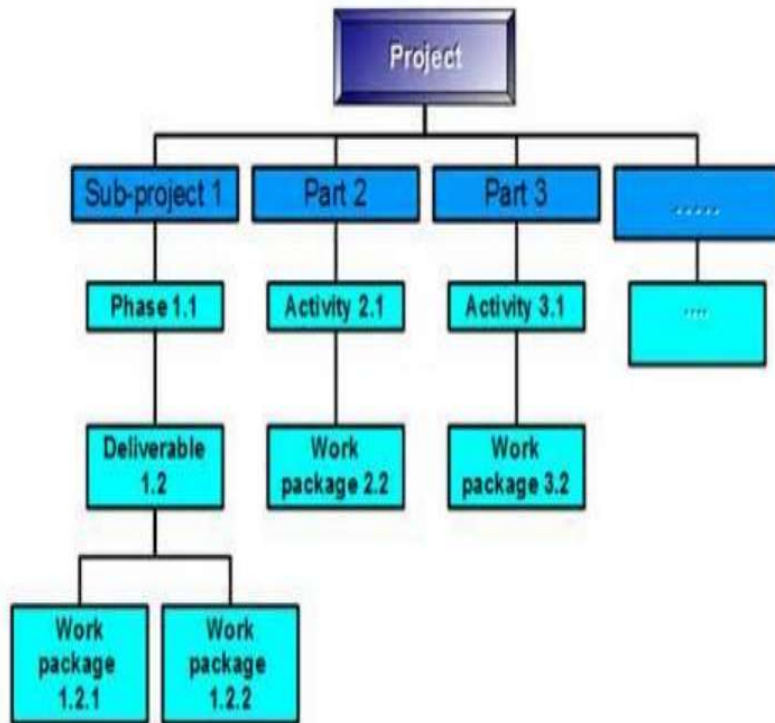 Project
Sub-project 1
Part 2
Part 3
.....
Phase 1.1
Activity 2.1
Activity 3.1
....
Deliverable
1.2
Work
package 2.2
Work
package 3.2
Work
package
1.2.1
Work
package
1.2.2